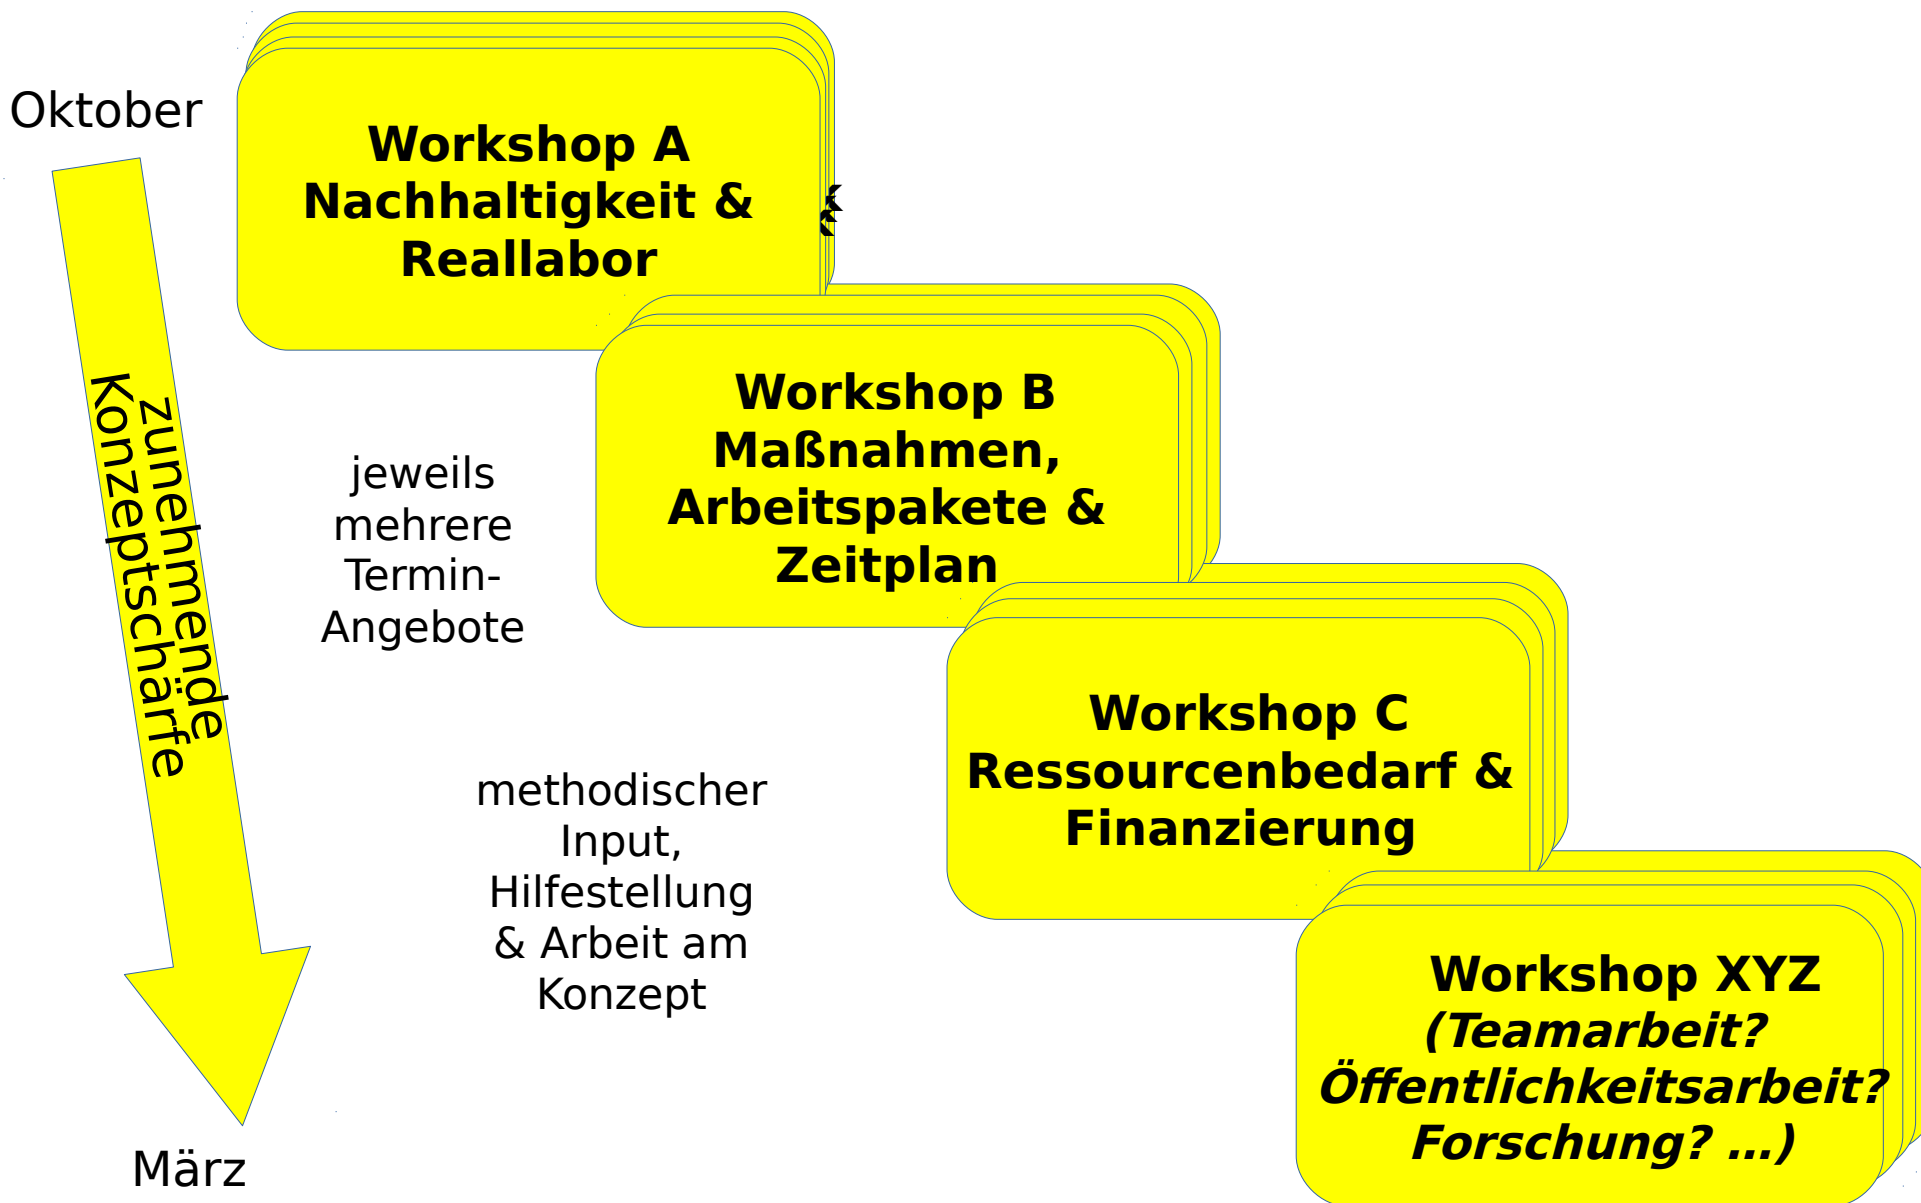 Oktober
Workshop A
Nachhaltigkeit &
Reallabor
zunehmende
Konzeptschärfe
jeweils
mehrere
Termin-
Angebote
Workshop B
Maßnahmen,
Arbeitspakete &
Zeitplan
methodischer
Input,
Hilfestellung
& Arbeit am
Konzept
Workshop C
Ressourcenbedarf &
Finanzierung
Workshop XYZ
(Teamarbeit?
Öffentlichkeitsarbeit?
Forschung? ...)
März